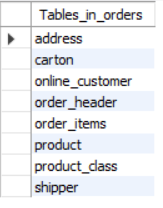 Tables_in_orders
address
carton
online_customer
order_header
order_items
product
product_class
shipper